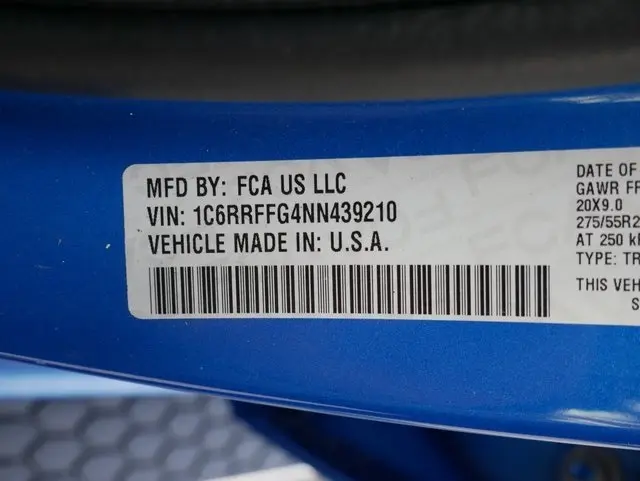 MFD BY: FCA US LLC
VIN: 1C6RRFFG4NN439210
VEHICLE MADE IN: U.S.A.
DATE OF
GAWR FR
20X9.0
275/55R2
AT 250 k
TYPE: TR
THIS VEH
S